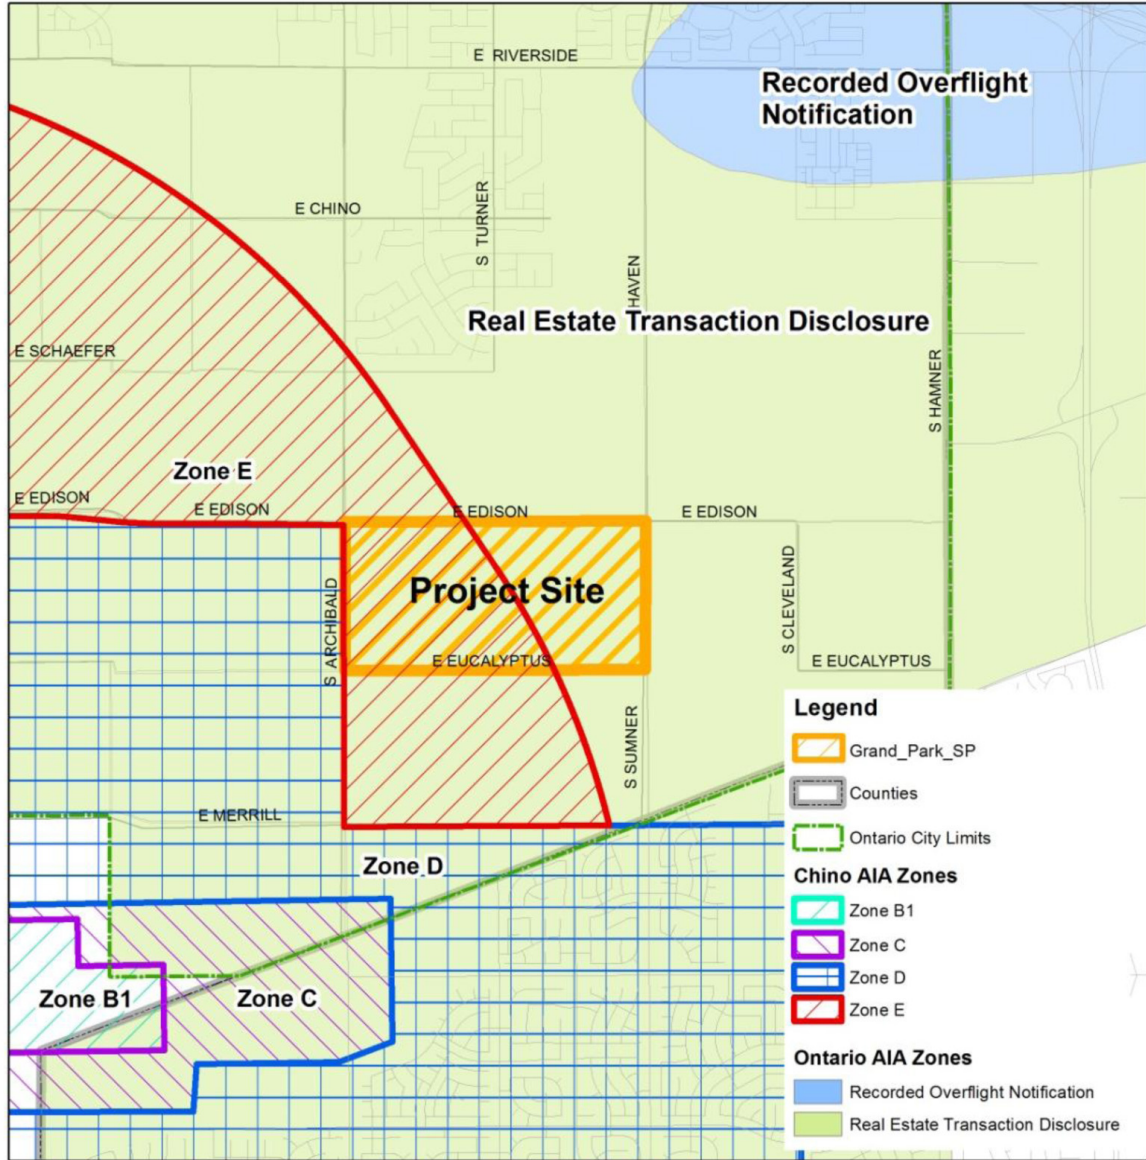 E RIVERSIDE
Recorded Overflight
Notification
E CHINO
S TURNER
HAVEN
Real Estate Transaction Disclosure
E SCHAEFER
S HAMNER
Zone E
E EDISON
E EDISON
E EDISON
E EDISON
Project Site
S ARCHIBALD
S CLEVELAND
E EUCALYPTUS
E EUCALYPTUS
S SUMNER
E MERRILL
Zone D
Zone B1
Zone C
Legend
Grand_Park_SP
Counties
Ontario City Limits
Chino AIA Zones
Zone B1
Zone C
Zone D
Zone E
Ontario AIA Zones
Recorded Overflight Notification
Real Estate Transaction Disclosure